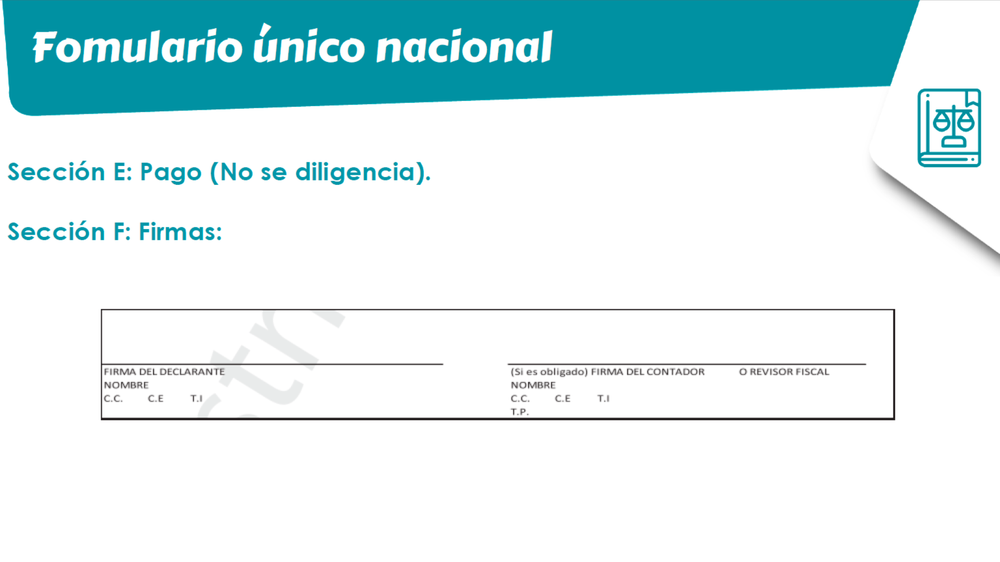 Fomulario único nacional
Sección E: Pago (No se diligencia).
Sección F: Firmas:
FIRMA DEL DECLARANTE
NOMBRE
C.C. C.E T.I
(Si es obligado) FIRMA DEL CONTADOR O REVISOR FISCAL
NOMBRE
C.C. C.E T.I
T.P.